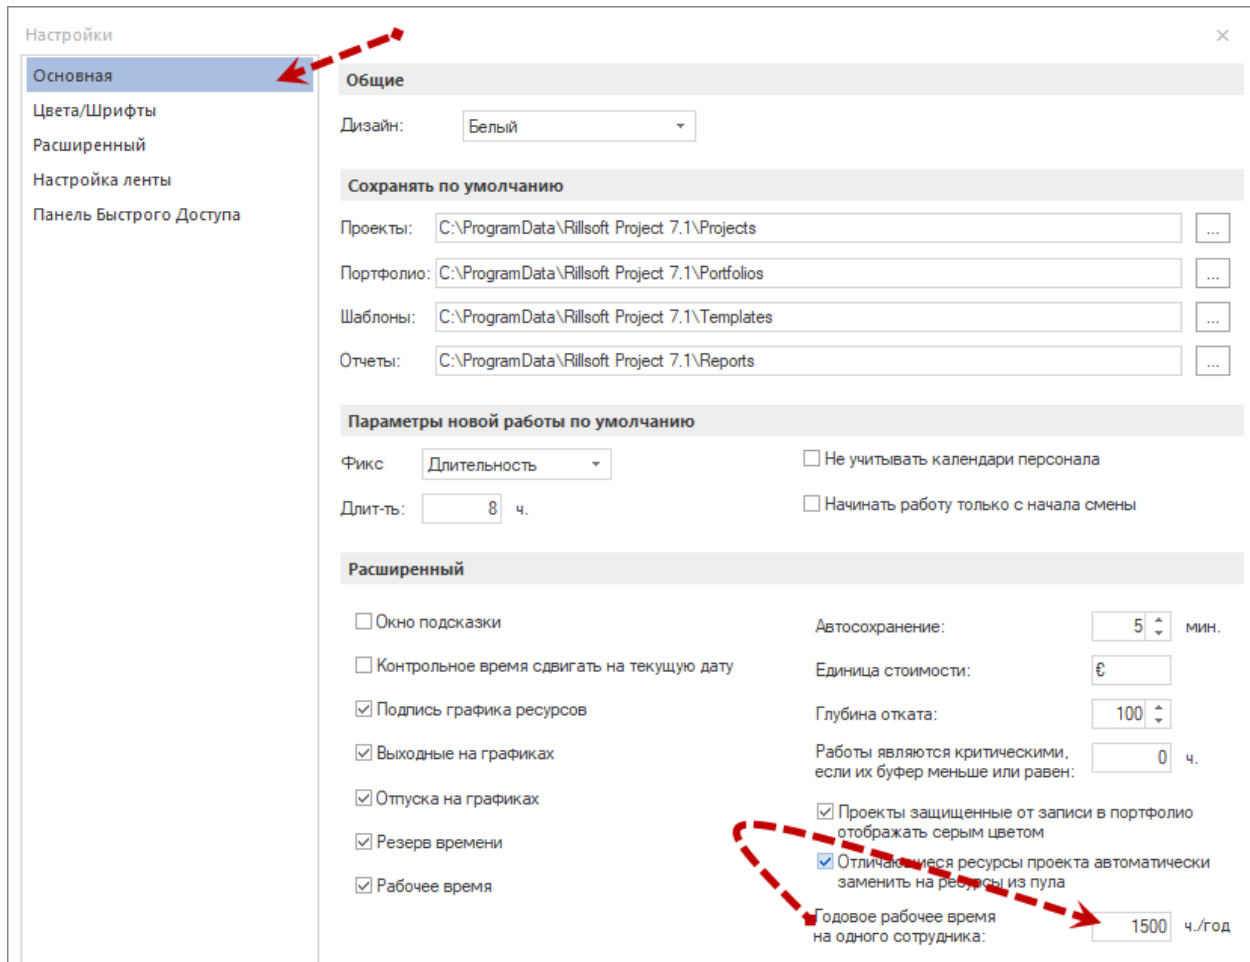 Настройки
Основная
Цвета/Шрифты
Расширенный
Настройка ленты
Панель Быстрого Доступа
Общие
Дизайн: Белый
Сохранять по умолчанию
Проекты: C:\ProgramData\Rillsoft Project 7.1\Projects ...
Портфолио: C:\ProgramData\Rillsoft Project 7.1\Portfolios ...
Шаблоны: C:\ProgramData\Rillsoft Project 7.1\Templates ...
Отчеты: C:\ProgramData\Rillsoft Project 7.1\Reports ...
Параметры новой работы по умолчанию
Фикс Длительность
Длит-ть: 8 ч.
Не учитывать календари персонала
Начинать работу только с начала смены
Расширенный
Окно подсказки
Контрольное время сдвигать на текущую дату
Подпись графика ресурсов
Выходные на графиках
Отпуска на графиках
Резерв времени
Рабочее время
Автосохранение: 5 мин.
Единица стоимости: €
Глубина отката: 100
Работы являются критическими,
если их буфер меньше или равен: 0 ч.
Проекты защищенные от записи в портфолио
отображать серым цветом
Отличающиеся ресурсы проекта автоматически
заменить на ресурсы из пула
Годовое рабочее время
на одного сотрудника: 1500 ч./год